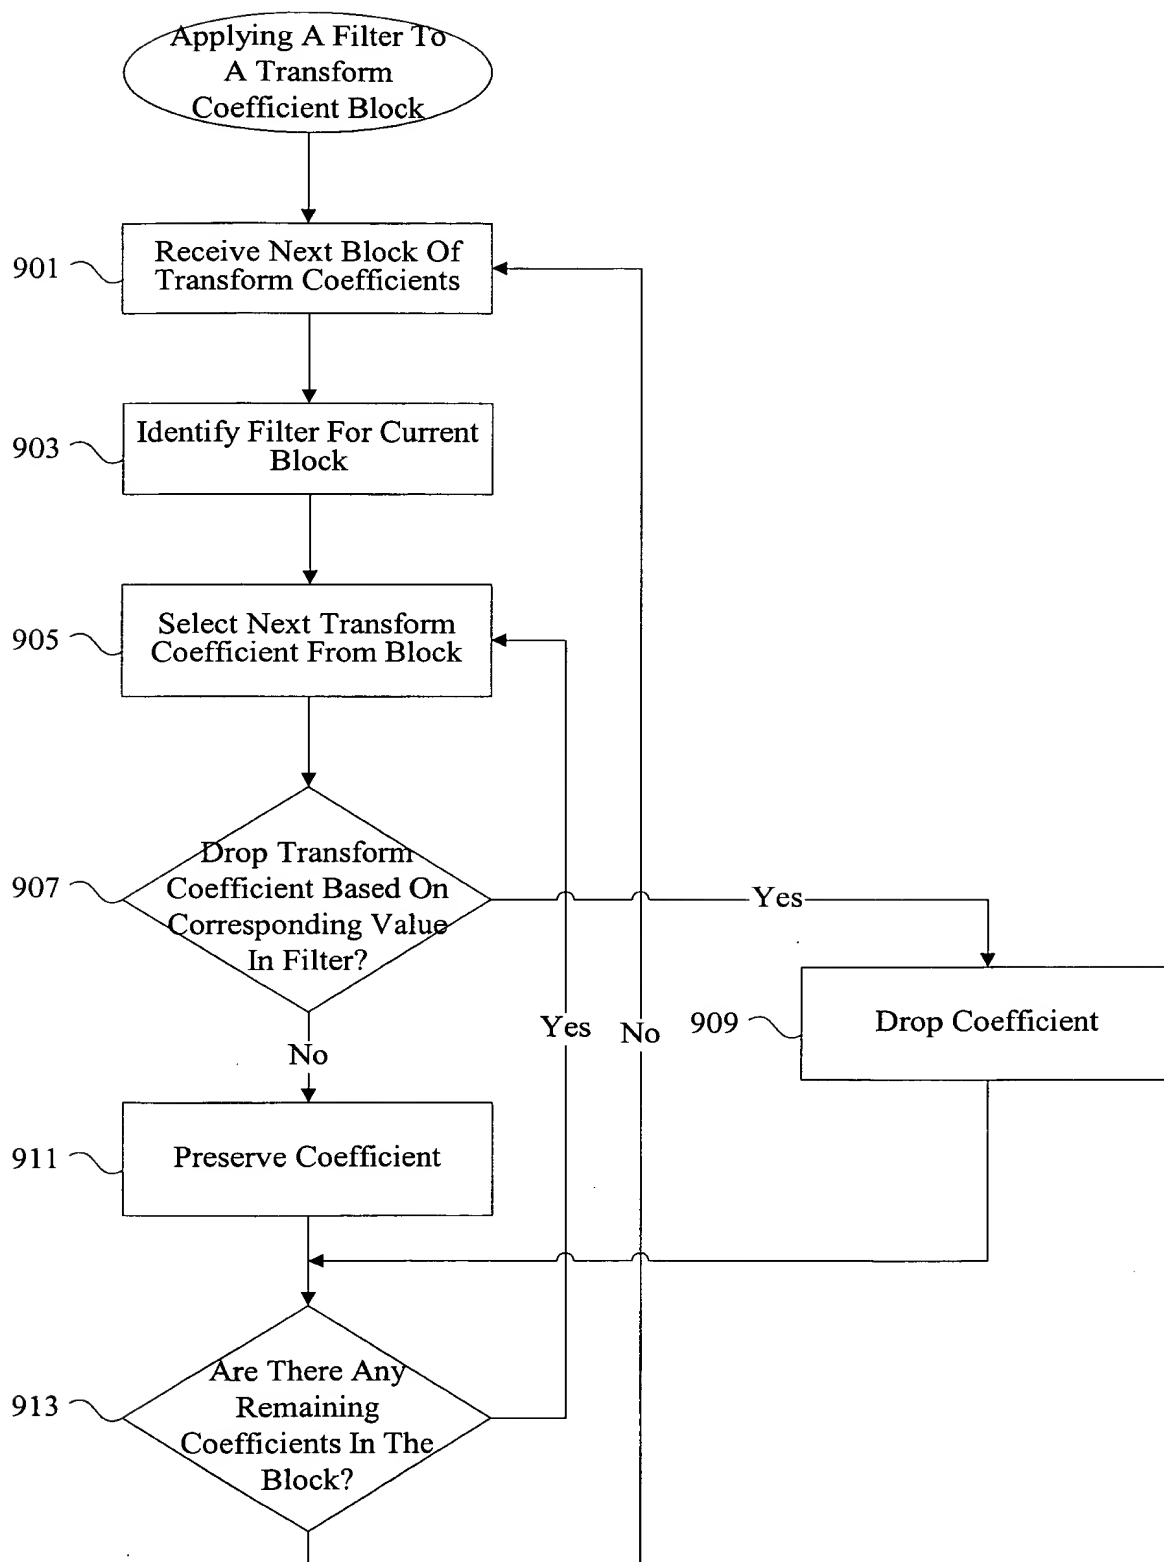 Applying A Filter To
A Transform
Coefficient Block
901
Receive Next Block Of
Transform Coefficients
903
Identify Filter For Current
Block
905
Select Next Transform
Coefficient From Block
907
Drop Transform
Coefficient Based On
Corresponding Value
In Filter?
Yes
No
Yes
No
909
Drop Coefficient
911
Preserve Coefficient
913
Are There Any
Remaining
Coefficients In The
Block?